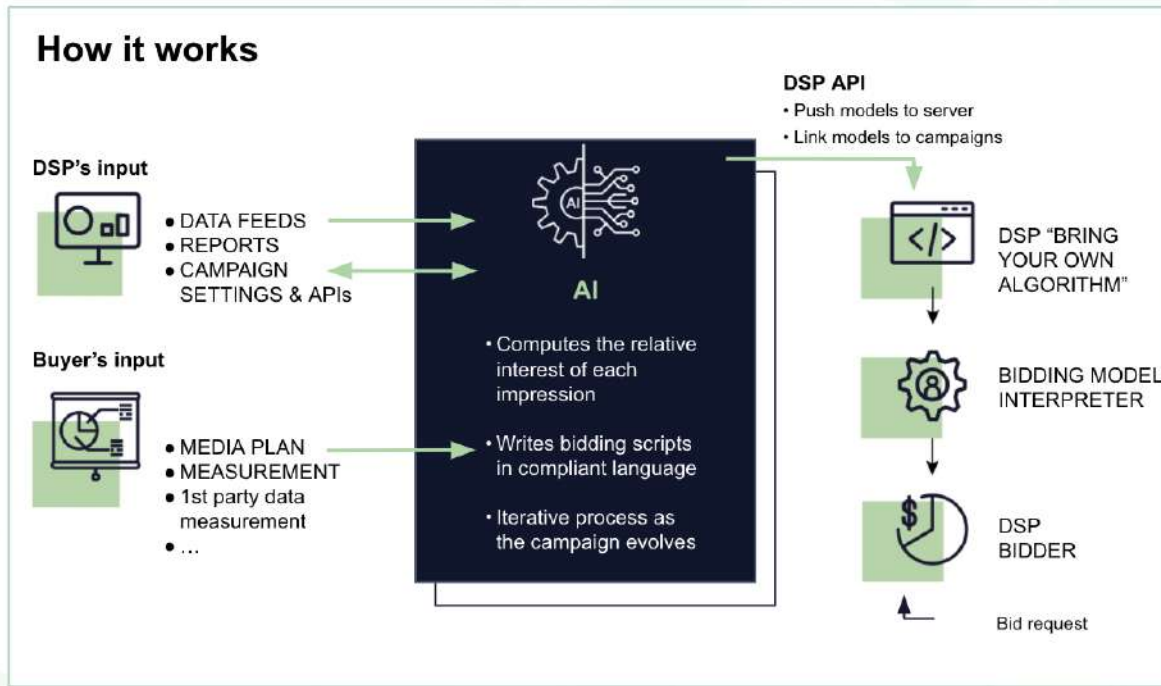 How it works
DSP's input
● DATA FEEDS
● REPORTS
● CAMPAIGN
SETTINGS & APIs
Buyer's input
● MEDIA PLAN
● MEASUREMENT
● 1st party data
measurement
● ...
AI
AI
• Computes the relative
interest of each
impression
• Writes bidding scripts
in compliant language
• Iterative process as
the campaign evolves
DSP API
• Push models to server
• Link models to campaigns
</>
DSP “BRING
YOUR OWN
ALGORITHM”
BIDDING MODEL
INTERPRETER
$
DSP
BIDDER
Bid request